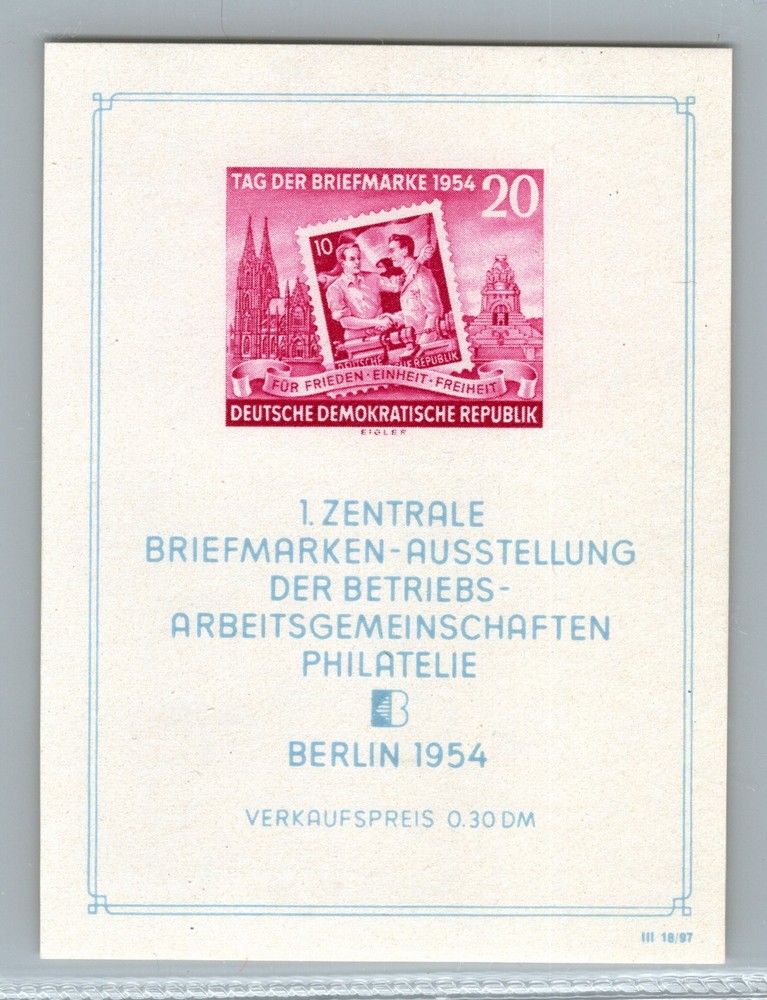 TAG DER BRIEFMARKE 1954 20
10
DEUTSCHE REPUBLIK
FÜR FRIEDEN · EINHEIT · FREIHEIT
DEUTSCHE DEMOKRATISCHE REPUBLIK
EIGLER
1. ZENTRALE
BRIEFMARKEN-AUSSTELLUNG
DER BETRIEBS-
ARBEITSGEMEINSCHAFTEN
PHILATELIE
B
BERLIN 1954
VERKAUFSPREIS 0.30 DM
III 18/97